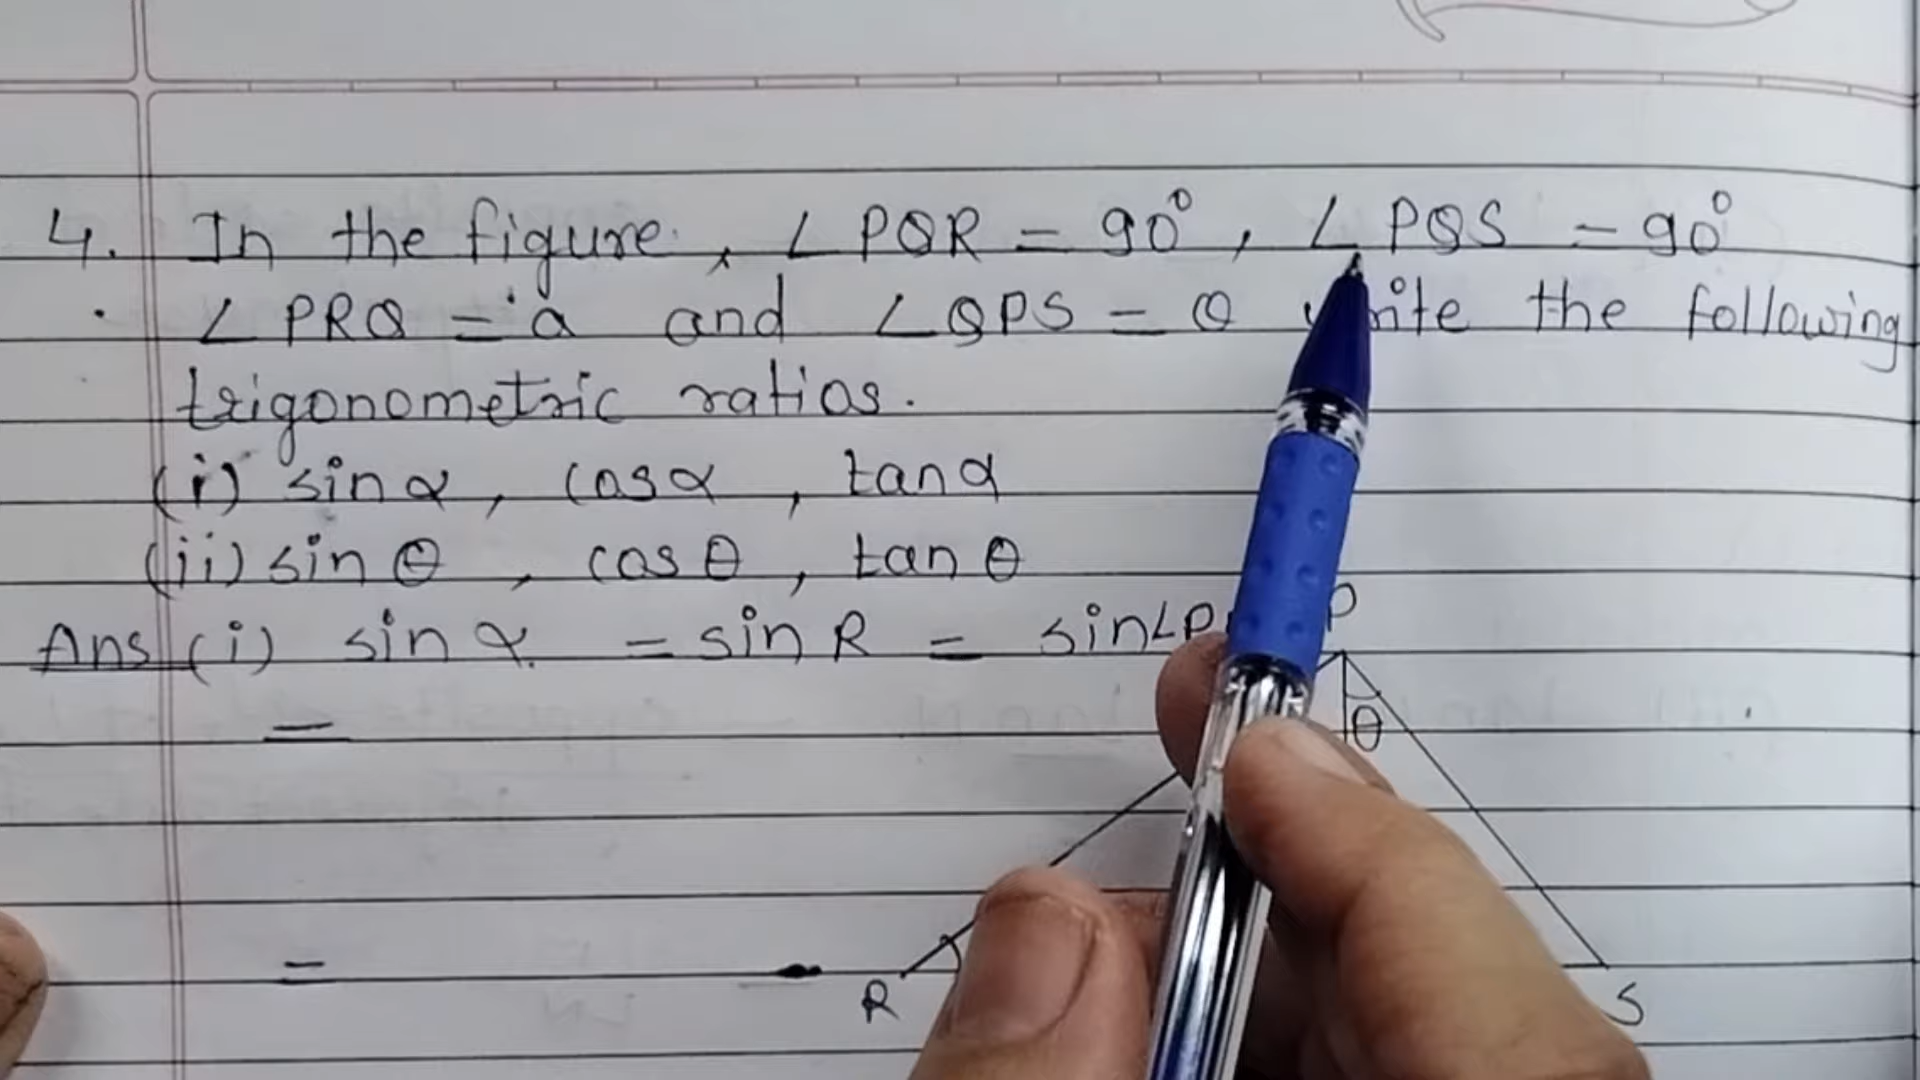 4. In the figure, ∠PQR = 90°, ∠PQS = 90°
∠PRQ = α and ∠QPS = θ write the following
trigonometric ratios.
(i) sin α, cos α, tan α
(ii) sin θ, cos θ, tan θ
Ans (i) sin α = sin R = sin∠P
=
=
P
θ
R
S